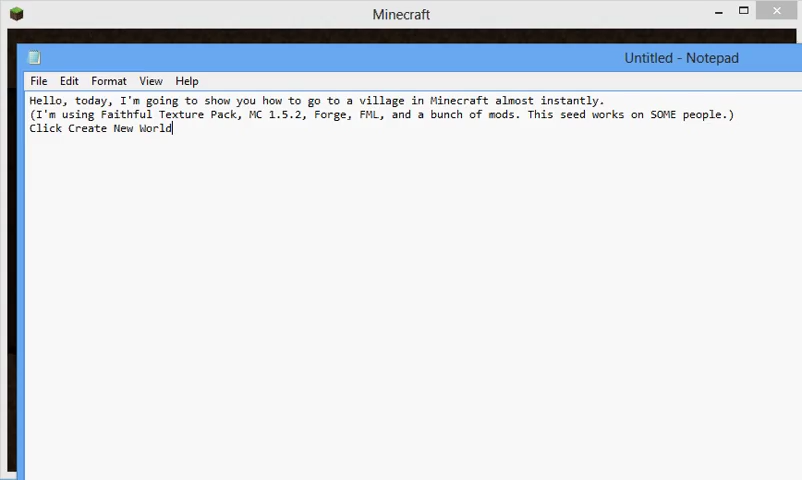 Minecraft
Untitled - Notepad
File Edit Format View Help
Hello, today, I'm going to show you how to go to a village in Minecraft almost instantly.
(I'm using Faithful Texture Pack, MC 1.5.2, Forge, FML, and a bunch of mods. This seed works on SOME people.)
Click Create New World